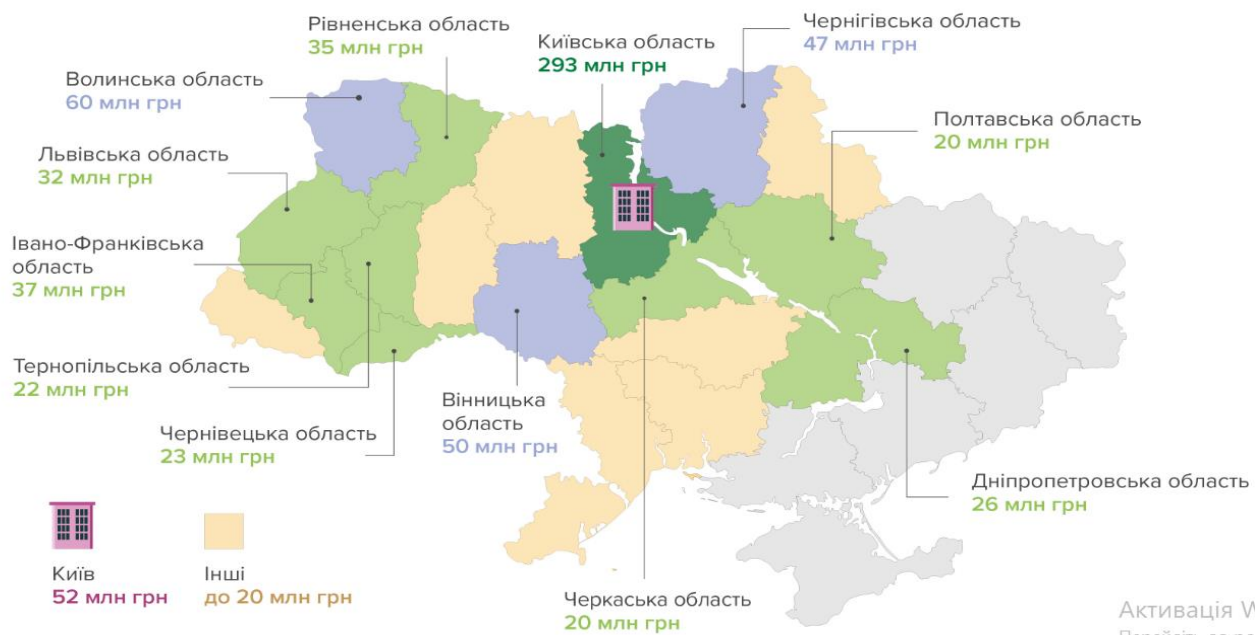 Рівненська область
35 млн грн
Київська область
293 млн грн
Чернігівська область
47 млн грн
Волинська область
60 млн грн
Полтавська область
20 млн грн
Львівська область
32 млн грн
Івано-Франківська
область
37 млн грн
Тернопільська область
22 млн грн
Чернівецька область
23 млн грн
Вінницька
область
50 млн грн
Дніпропетровська область
26 млн грн
Черкаська область
20 млн грн
Київ
52 млн грн
Інші
до 20 млн грн
Активація W